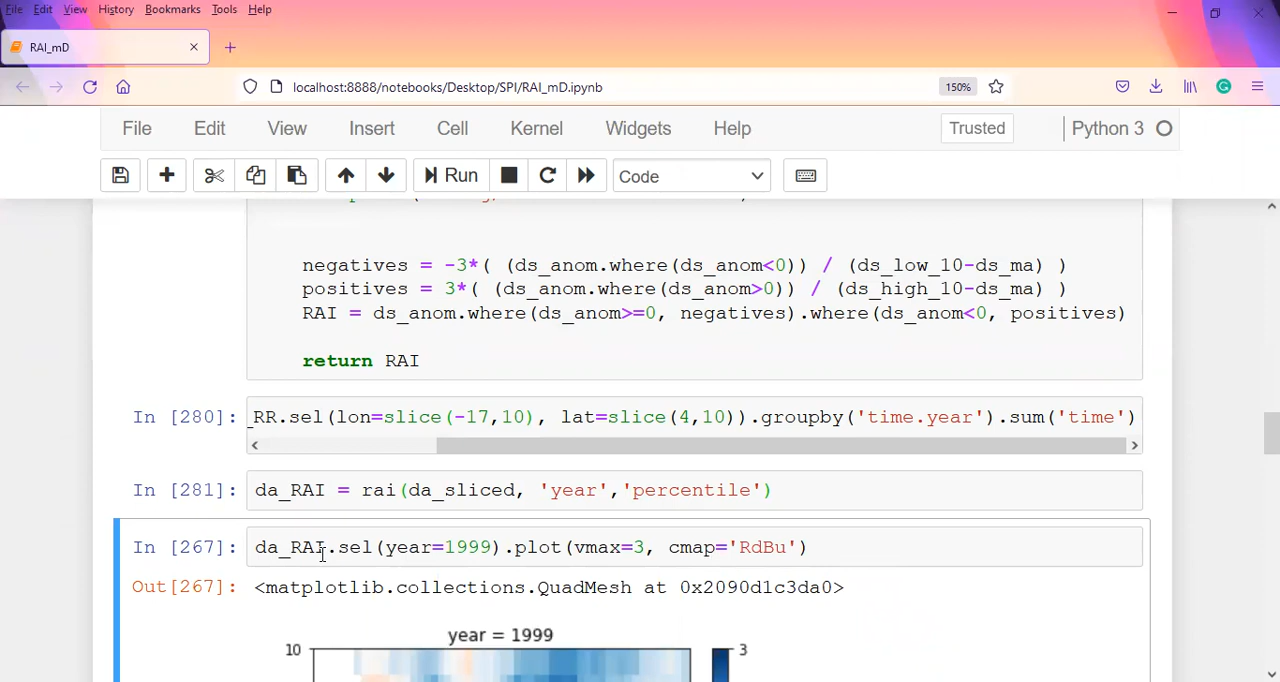 File Edit View History Bookmarks Tools Help
RAI_mD
localhost:8888/notebooks/Desktop/SPI/RAI_mD.ipynb 150%
File Edit View Insert Cell Kernel Widgets Help Trusted Python 3
Run Code
negatives = -3*( (ds_anom.where(ds_anom<0)) / (ds_low_10-ds_ma) )
positives = 3*( (ds_anom.where(ds_anom>0)) / (ds_high_10-ds_ma) )
RAI = ds_anom.where(ds_anom>=0, negatives).where(ds_anom<0, positives)
return RAI
In [280]: _RR.sel(lon=slice(-17,10), lat=slice(4,10)).groupby('time.year').sum('time')
In [281]: da_RAI = rai(da_sliced, 'year','percentile')
In [267]: da_RAI.sel(year=1999).plot(vmax=3, cmap='RdBu')
Out[267]: <matplotlib.collections.QuadMesh at 0x2090d1c3da0>
year = 1999
10 3